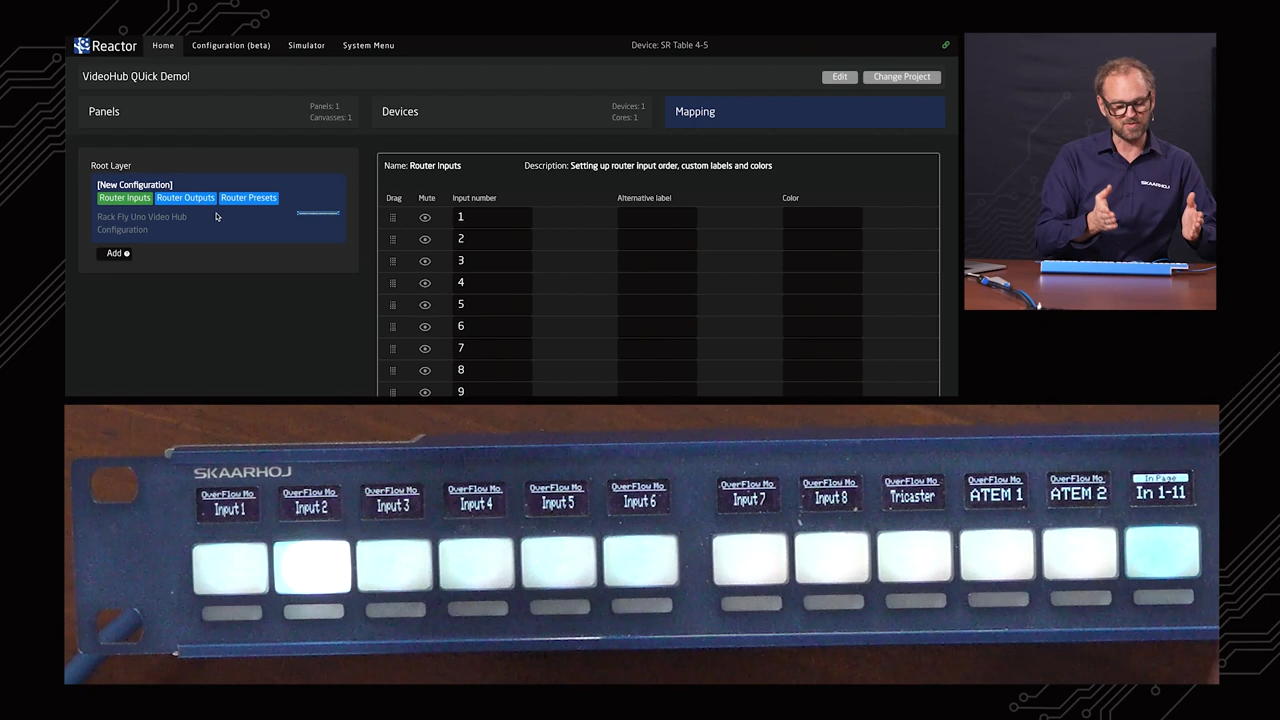 Reactor Home Configuration (beta) Simulator System Menu Device: SR Table 4-5
VideoHub QUick Demo! Edit Change Project
Panels Panels: 1 Canvasses: 1
Devices Devices: 1 Cores: 1
Mapping
Root Layer
[New Configuration]
Router Inputs Router Outputs Router Presets
Rack Fly Uno Video Hub
Configuration
Add
Name: Router Inputs Description: Setting up router input order, custom labels and colors
Drag Mute Input number Alternative label Color
1
2
3
4
5
6
7
8
9
SKAARHOJ
SKAARHOJ
OverFlow Mo OverFlow Mo OverFlow Mo OverFlow Mo OverFlow Mo OverFlow Mo OverFlow Mo OverFlow Mo OverFlow Mo OverFlow Mo OverFlow Mo In Page
Input 1 Input 2 Input 3 Input 4 Input 5 Input 6 Input 7 Input 8 Tricaster ATEM 1 ATEM 2 In 1-11